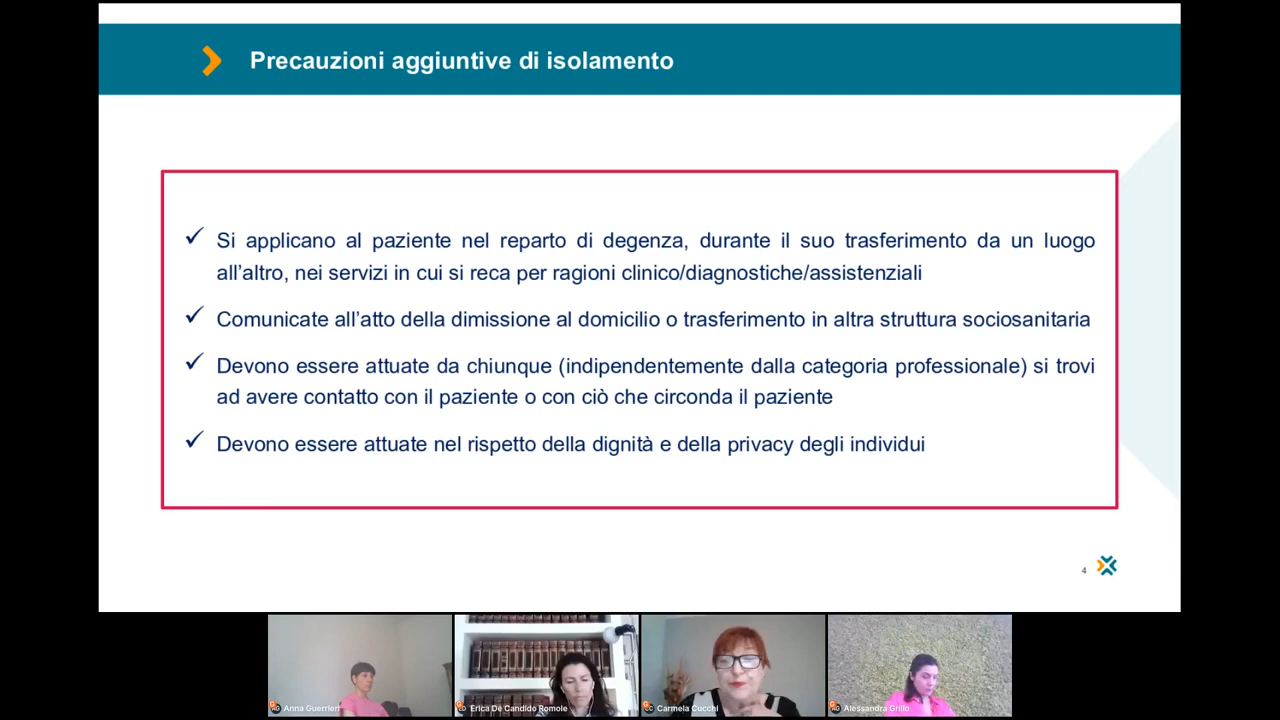 Precauzioni aggiuntive di isolamento
✓ Si applicano al paziente nel reparto di degenza, durante il suo trasferimento da un luogo
all’altro, nei servizi in cui si reca per ragioni clinico/diagnostiche/assistenziali
✓ Comunicate all’atto della dimissione al domicilio o trasferimento in altra struttura sociosanitaria
✓ Devono essere attuate da chiunque (indipendentemente dalla categoria professionale) si trovi
ad avere contatto con il paziente o con ciò che circonda il paziente
✓ Devono essere attuate nel rispetto della dignità e della privacy degli individui
4
Anna Guerrieri
Erica De Candido Romole
Carmela Cucchi
Alessandra Grillo